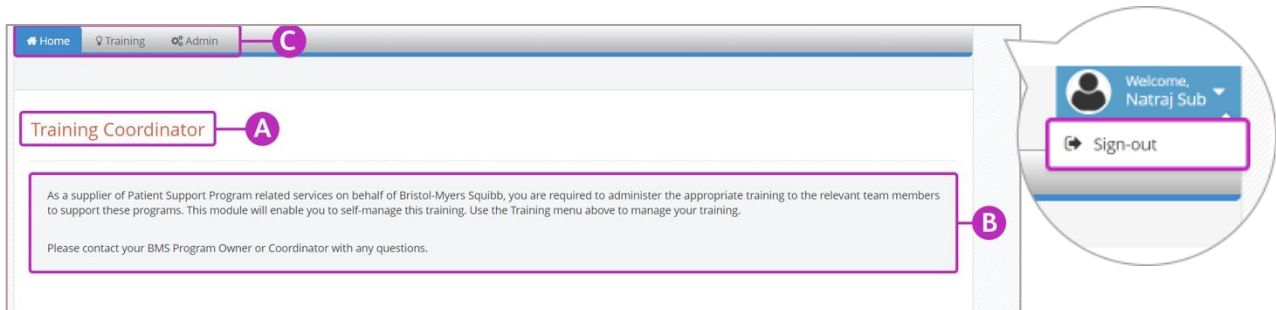 Home Training Admin C
Welcome,
Natraj Sub
Sign-out
Training Coordinator A
As a supplier of Patient Support Program related services on behalf of Bristol-Myers Squibb, you are required to administer the appropriate training to the relevant team members
to support these programs. This module will enable you to self-manage this training. Use the Training menu above to manage your training.
B
Please contact your BMS Program Owner or Coordinator with any questions.